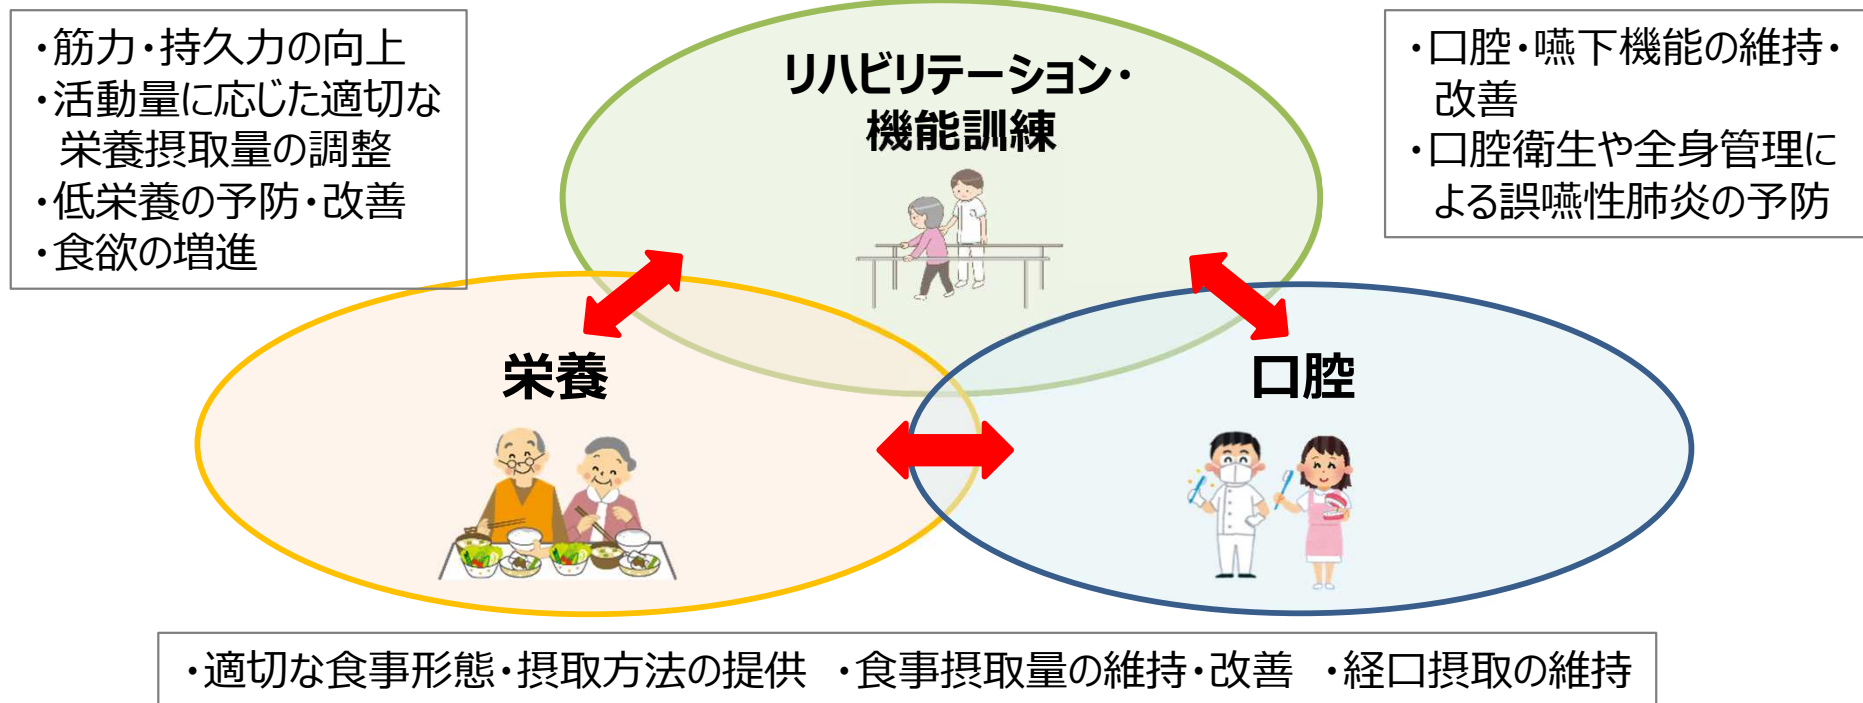 ・筋力・持久力の向上
・活動量に応じた適切な
栄養摂取量の調整
・低栄養の予防・改善
・食欲の増進
リハビリテーション・
機能訓練
・口腔・嚥下機能の維持・
改善
・口腔衛生や全身管理に
よる誤嚥性肺炎の予防
栄養
口腔
・適切な食事形態・摂取方法の提供 ・食事摂取量の維持・改善 ・経口摂取の維持